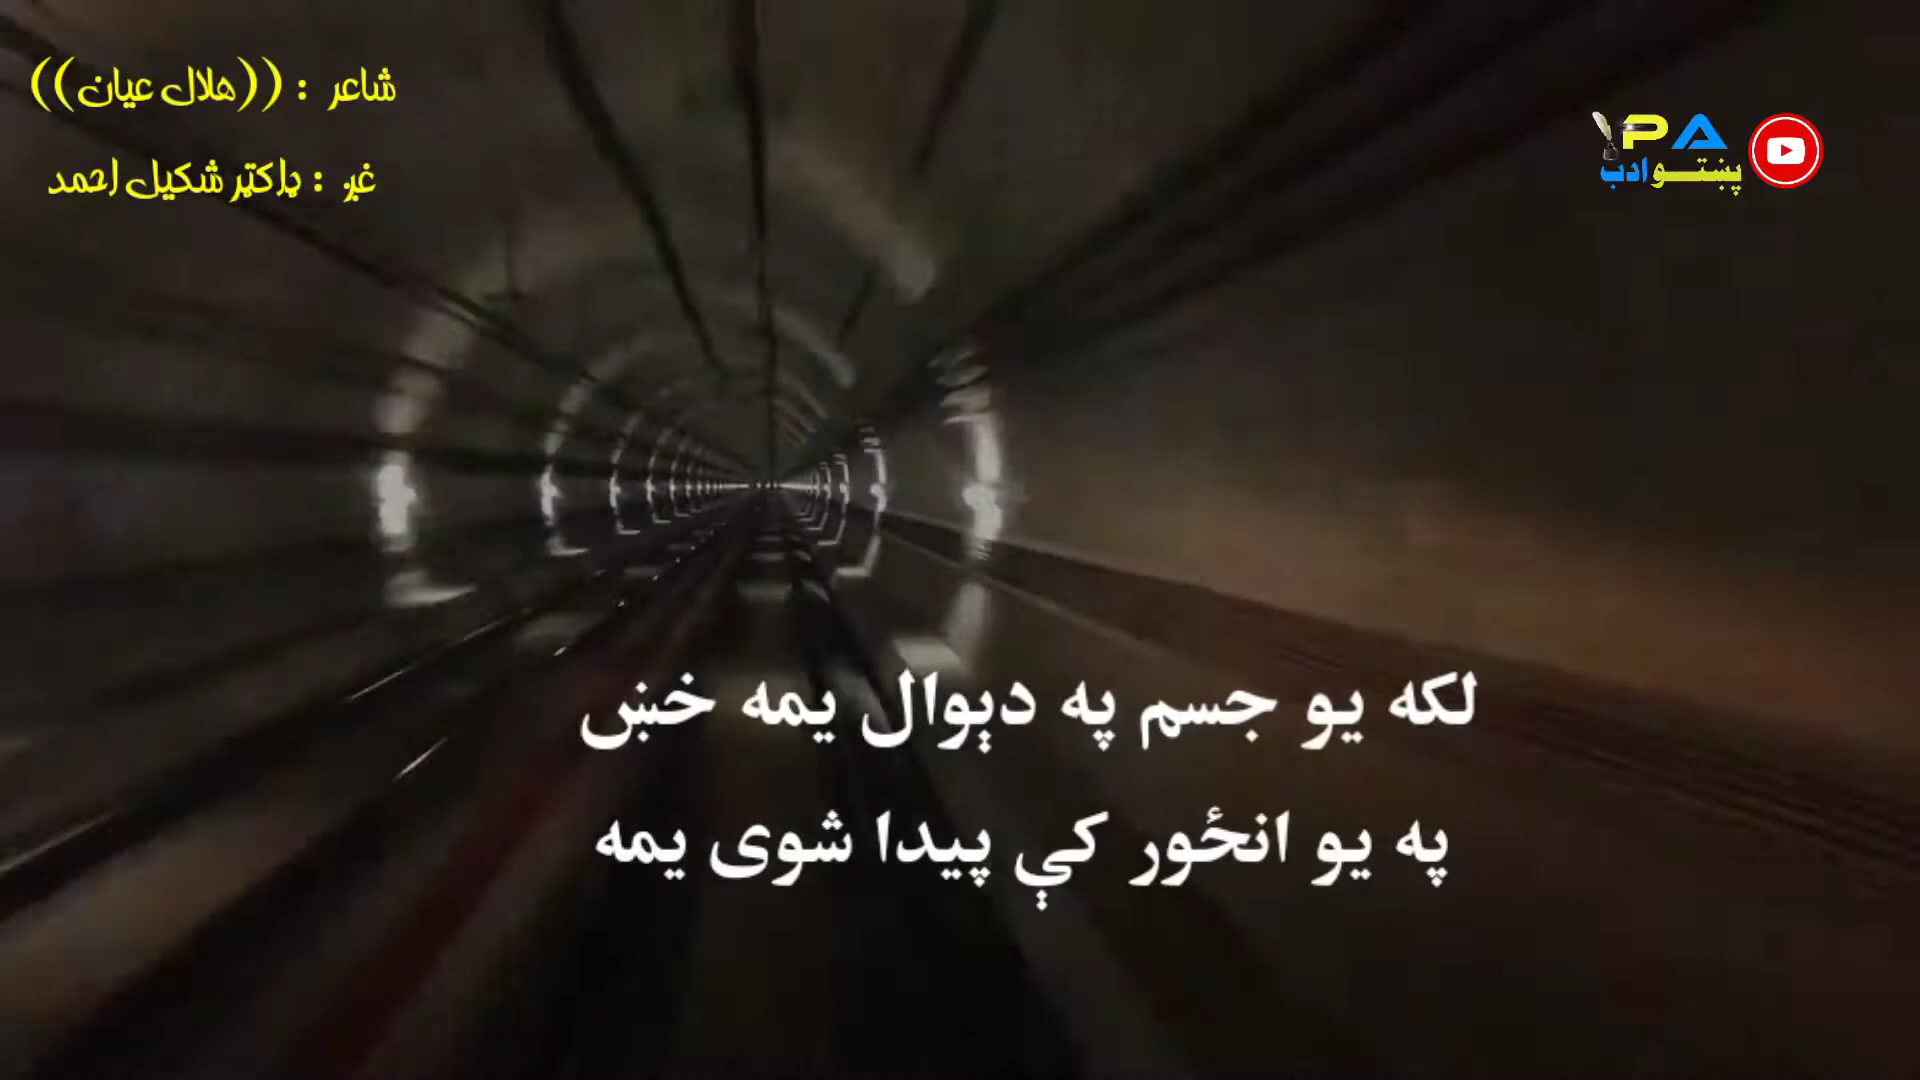 شاعر : ((هلال عیان))
غږ : ډاکټر شکیل احمد
PA
پښتو ادب
لکه یو جسم په دېوال یمه خښ
په یو انځور کې پیدا شوی یمه